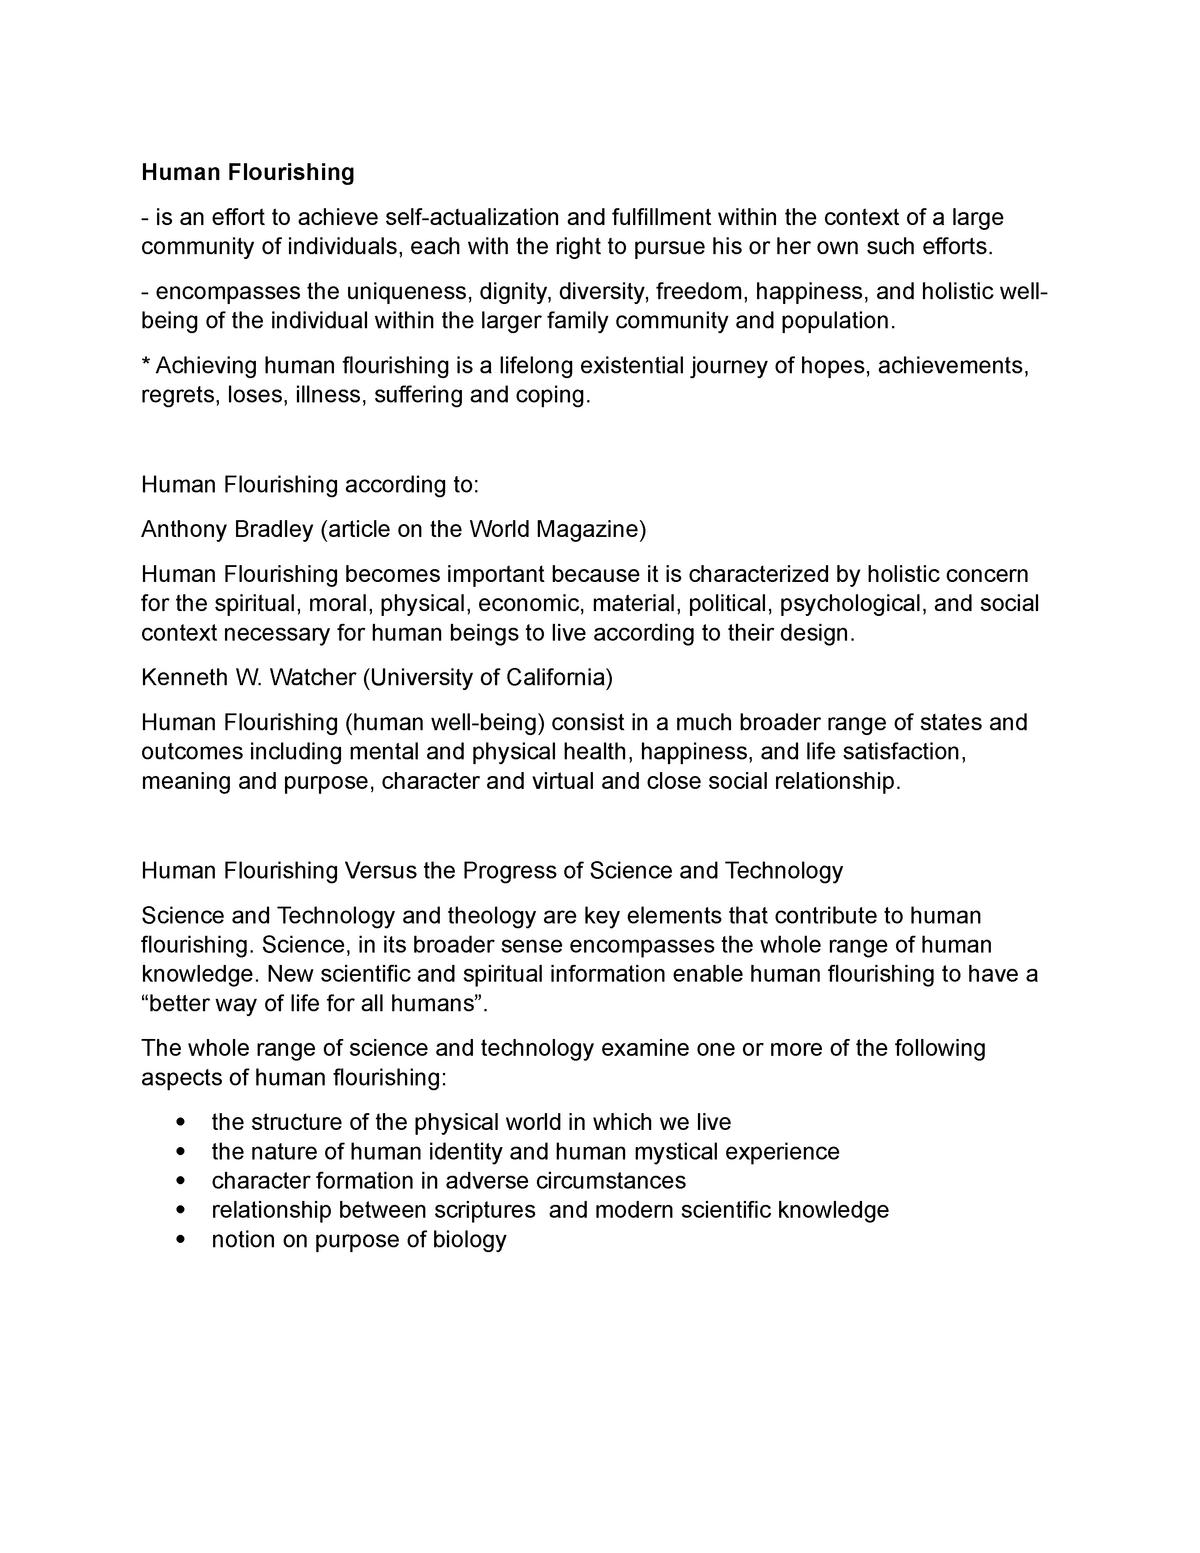 Human Flourishing
- is an effort to achieve self-actualization and fulfillment within the context of a large
community of individuals, each with the right to pursue his or her own such efforts.
- encompasses the uniqueness, dignity, diversity, freedom, happiness, and holistic well-
being of the individual within the larger family community and population.
* Achieving human flourishing is a lifelong existential journey of hopes, achievements,
regrets, loses, illness, suffering and coping.
Human Flourishing according to:
Anthony Bradley (article on the World Magazine)
Human Flourishing becomes important because it is characterized by holistic concern
for the spiritual, moral, physical, economic, material, political, psychological, and social
context necessary for human beings to live according to their design.
Kenneth W. Watcher (University of California)
Human Flourishing (human well-being) consist in a much broader range of states and
outcomes including mental and physical health, happiness, and life satisfaction,
meaning and purpose, character and virtual and close social relationship.
Human Flourishing Versus the Progress of Science and Technology
Science and Technology and theology are key elements that contribute to human
flourishing. Science, in its broader sense encompasses the whole range of human
knowledge. New scientific and spiritual information enable human flourishing to have a
“better way of life for all humans”.
The whole range of science and technology examine one or more of the following
aspects of human flourishing:
• the structure of the physical world in which we live
• the nature of human identity and human mystical experience
• character formation in adverse circumstances
• relationship between scriptures  and modern scientific knowledge
• notion on purpose of biology